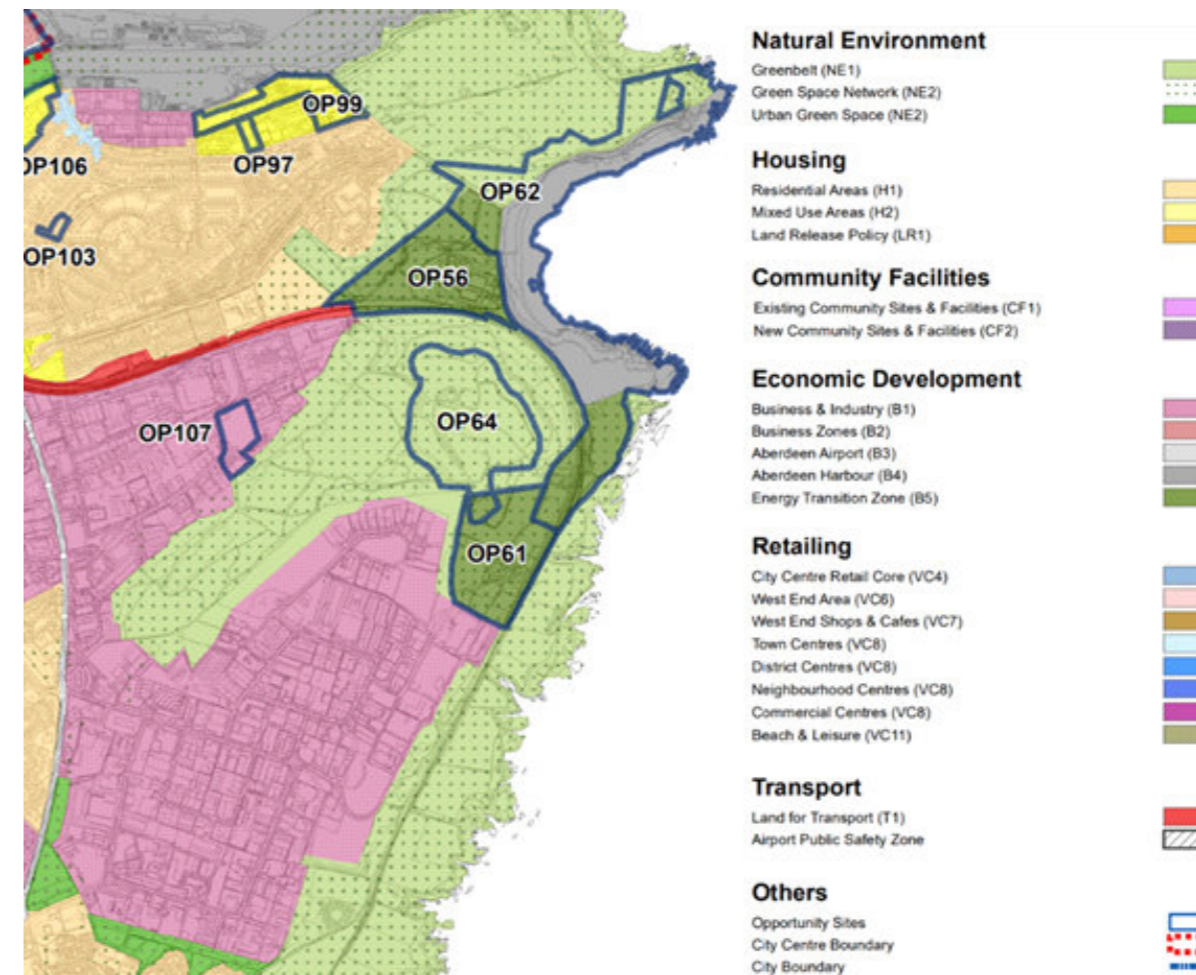 OP99
OP97
OP106
OP103
OP62
OP56
OP64
OP107
OP61
Natural Environment
Greenbelt (NE1)
Green Space Network (NE2)
Urban Green Space (NE2)
Housing
Residential Areas (H1)
Mixed Use Areas (H2)
Land Release Policy (LR1)
Community Facilities
Existing Community Sites & Facilities (CF1)
New Community Sites & Facilities (CF2)
Economic Development
Business & Industry (B1)
Business Zones (B2)
Aberdeen Airport (B3)
Aberdeen Harbour (B4)
Energy Transition Zone (B5)
Retailing
City Centre Retail Core (VC4)
West End Area (VC6)
West End Shops & Cafes (VC7)
Town Centres (VC8)
District Centres (VC8)
Neighbourhood Centres (VC8)
Commercial Centres (VC8)
Beach & Leisure (VC11)
Transport
Land for Transport (T1)
Airport Public Safety Zone
Others
Opportunity Sites
City Centre Boundary
City Boundary